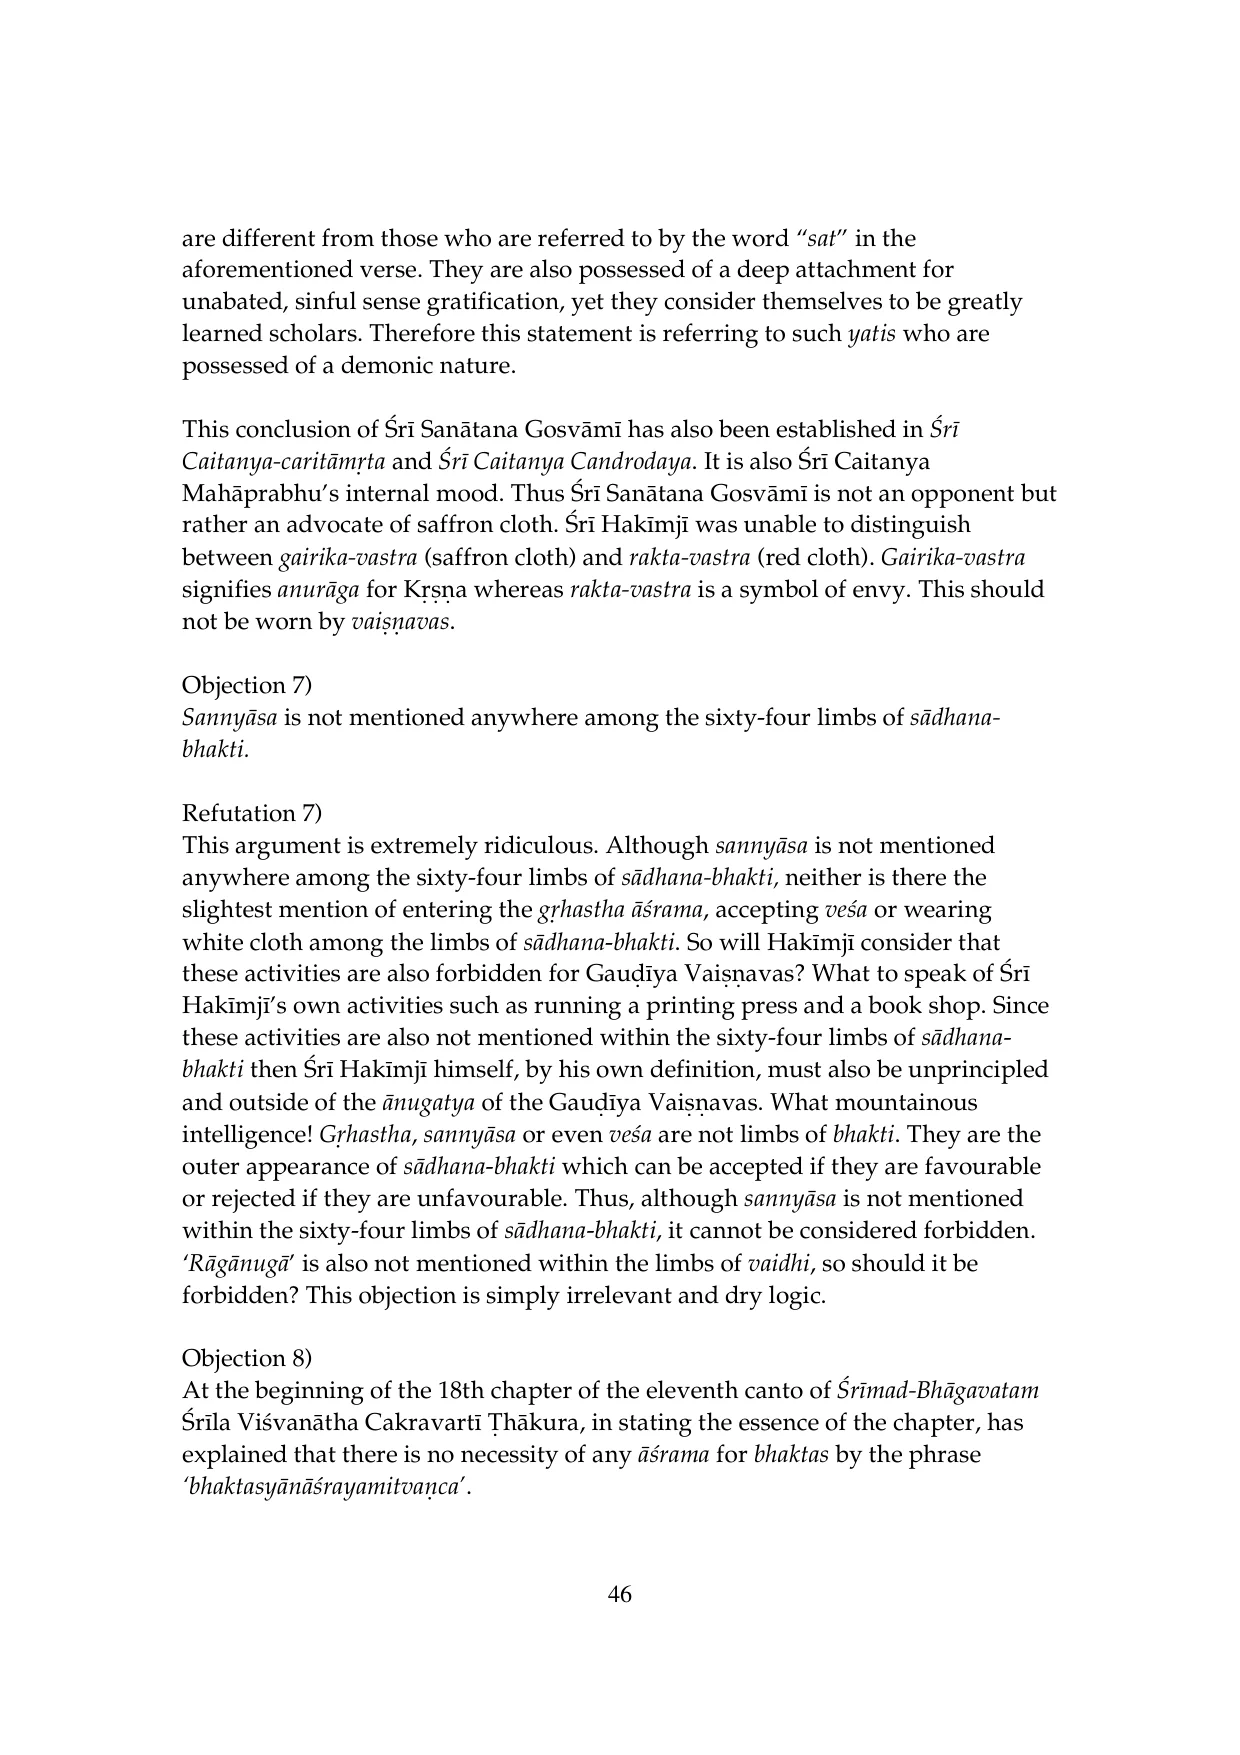 are different from those who are referred to by the word “sat” in the
aforementioned verse. They are also possessed of a deep attachment for
unabated, sinful sense gratification, yet they consider themselves to be greatly
learned scholars. Therefore this statement is referring to such yatis who are
possessed of a demonic nature.
This conclusion of Śrī Sanātana Gosvāmī has also been established in Śrī
Caitanya-caritāmṛta and Śrī Caitanya Candrodaya. It is also Śrī Caitanya
Mahāprabhu’s internal mood. Thus Śrī Sanātana Gosvāmī is not an opponent but
rather an advocate of saffron cloth. Śrī Hakīmjī was unable to distinguish
between gairika-vastra (saffron cloth) and rakta-vastra (red cloth). Gairika-vastra
signifies anurāga for Kṛṣṇa whereas rakta-vastra is a symbol of envy. This should
not be worn by vaiṣṇavas.
Objection 7)
Sannyāsa is not mentioned anywhere among the sixty-four limbs of sādhana-
bhakti.
Refutation 7)
This argument is extremely ridiculous. Although sannyāsa is not mentioned
anywhere among the sixty-four limbs of sādhana-bhakti, neither is there the
slightest mention of entering the gṛhastha āśrama, accepting veśa or wearing
white cloth among the limbs of sādhana-bhakti. So will Hakīmjī consider that
these activities are also forbidden for Gauḍīya Vaiṣṇavas? What to speak of Śrī
Hakīmjī’s own activities such as running a printing press and a book shop. Since
these activities are also not mentioned within the sixty-four limbs of sādhana-
bhakti then Śrī Hakīmjī himself, by his own definition, must also be unprincipled
and outside of the ānugatya of the Gauḍīya Vaiṣṇavas. What mountainous
intelligence! Gṛhastha, sannyāsa or even veśa are not limbs of bhakti. They are the
outer appearance of sādhana-bhakti which can be accepted if they are favourable
or rejected if they are unfavourable. Thus, although sannyāsa is not mentioned
within the sixty-four limbs of sādhana-bhakti, it cannot be considered forbidden.
‘Rāgānugā’ is also not mentioned within the limbs of vaidhi, so should it be
forbidden? This objection is simply irrelevant and dry logic.
Objection 8)
At the beginning of the 18th chapter of the eleventh canto of Śrīmad-Bhāgavatam
Śrīla Viśvanātha Cakravartī Ṭhākura, in stating the essence of the chapter, has
explained that there is no necessity of any āśrama for bhaktas by the phrase
‘bhaktasyānāśrayamitvaṇca’.
46